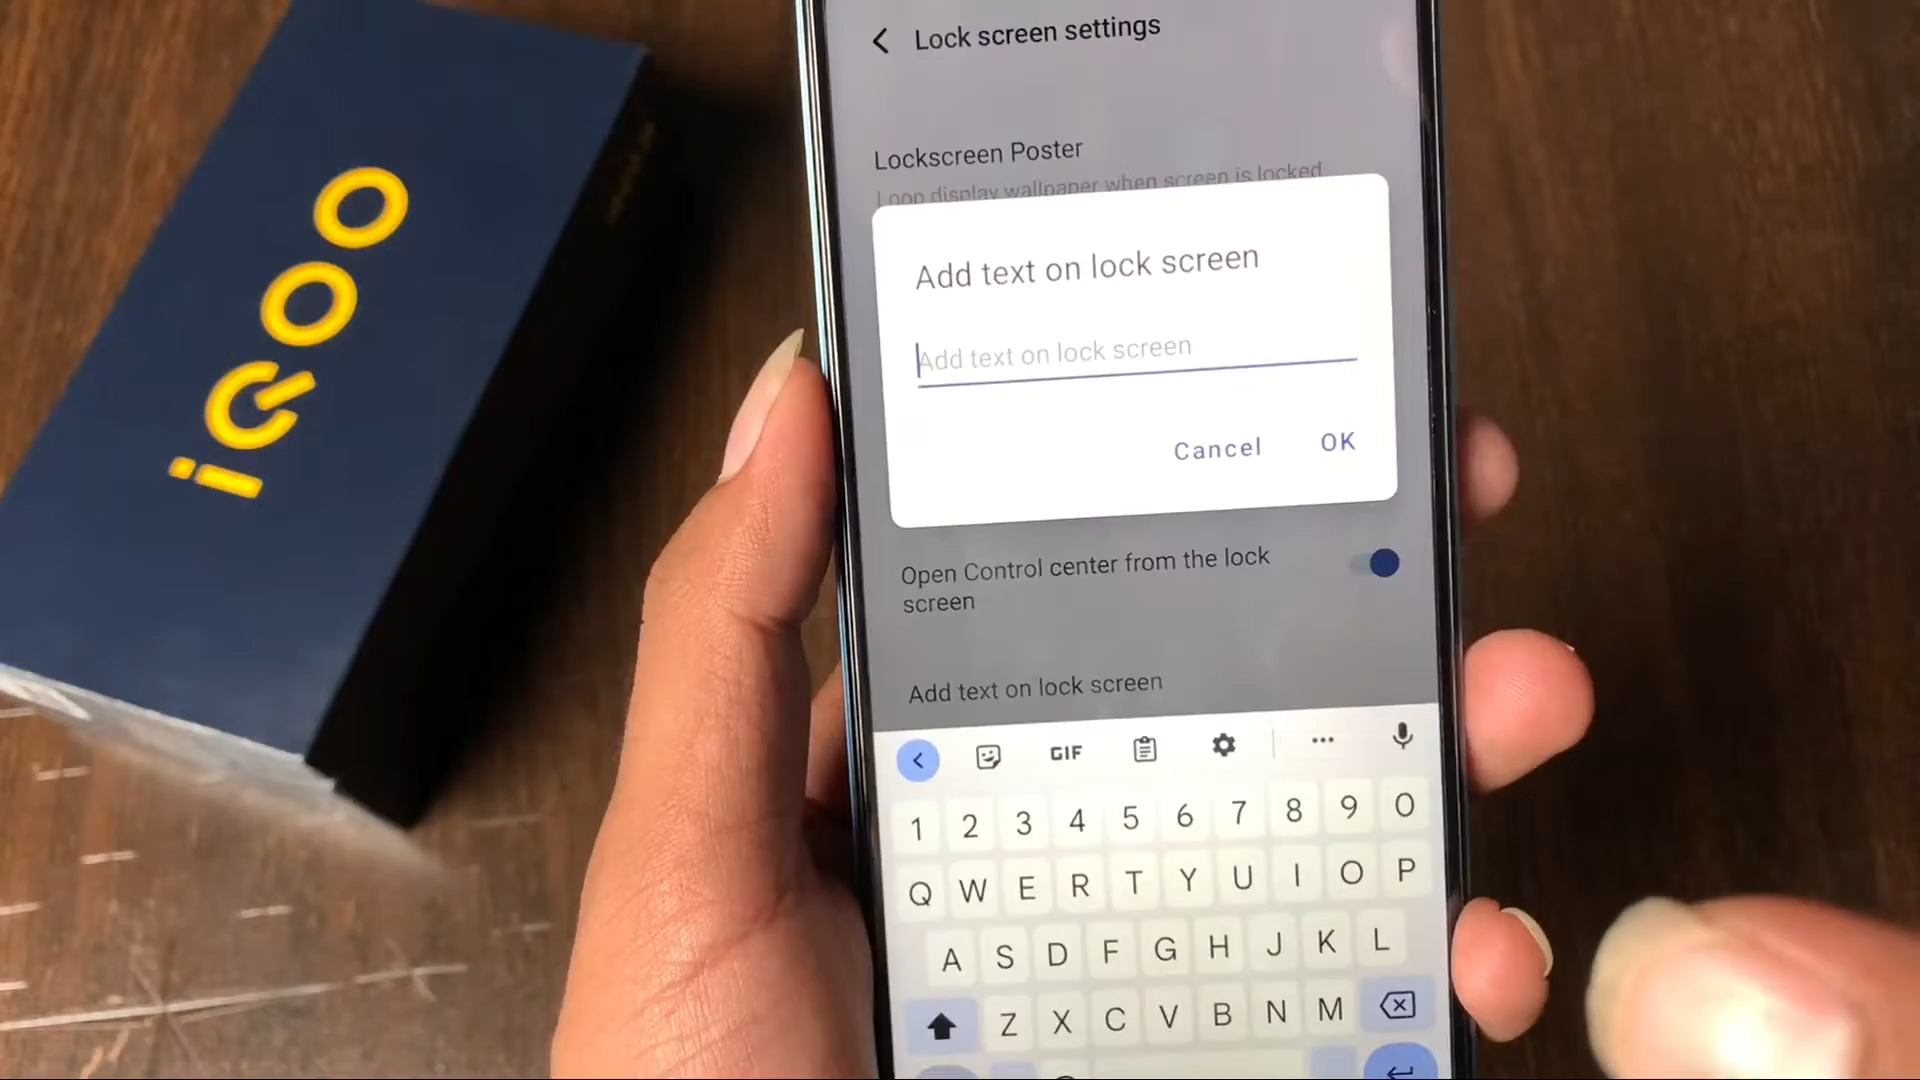 iQOO
Lock screen settings
Lockscreen Poster
Loop display wallpaper when screen is locked
Add text on lock screen
Add text on lock screen
Cancel OK
Open Control center from the lock
screen
Add text on lock screen
GIF
1 2 3 4 5 6 7 8 9 0
Q W E R T Y U I O P
A S D F G H J K L
Z X C V B N M